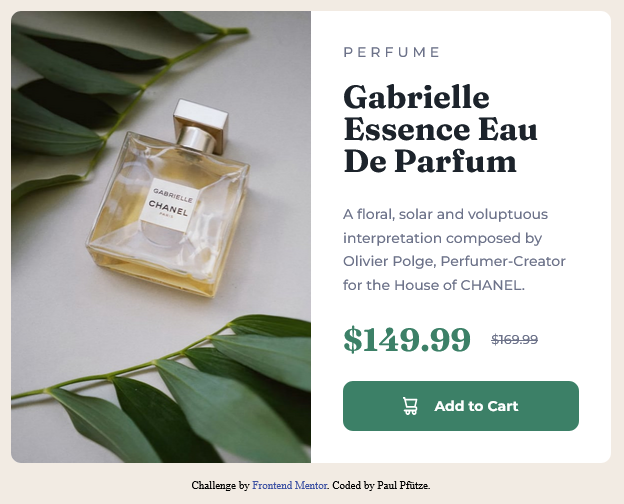 GABRIELLE
CHANEL
PARIS
PERFUME
Gabrielle
Essence Eau
De Parfum
A floral, solar and voluptuous
interpretation composed by
Olivier Polge, Perfumer-Creator
for the House of CHANEL.
$149.99 $169.99
Add to Cart
Challenge by Frontend Mentor. Coded by Paul Pfütze.